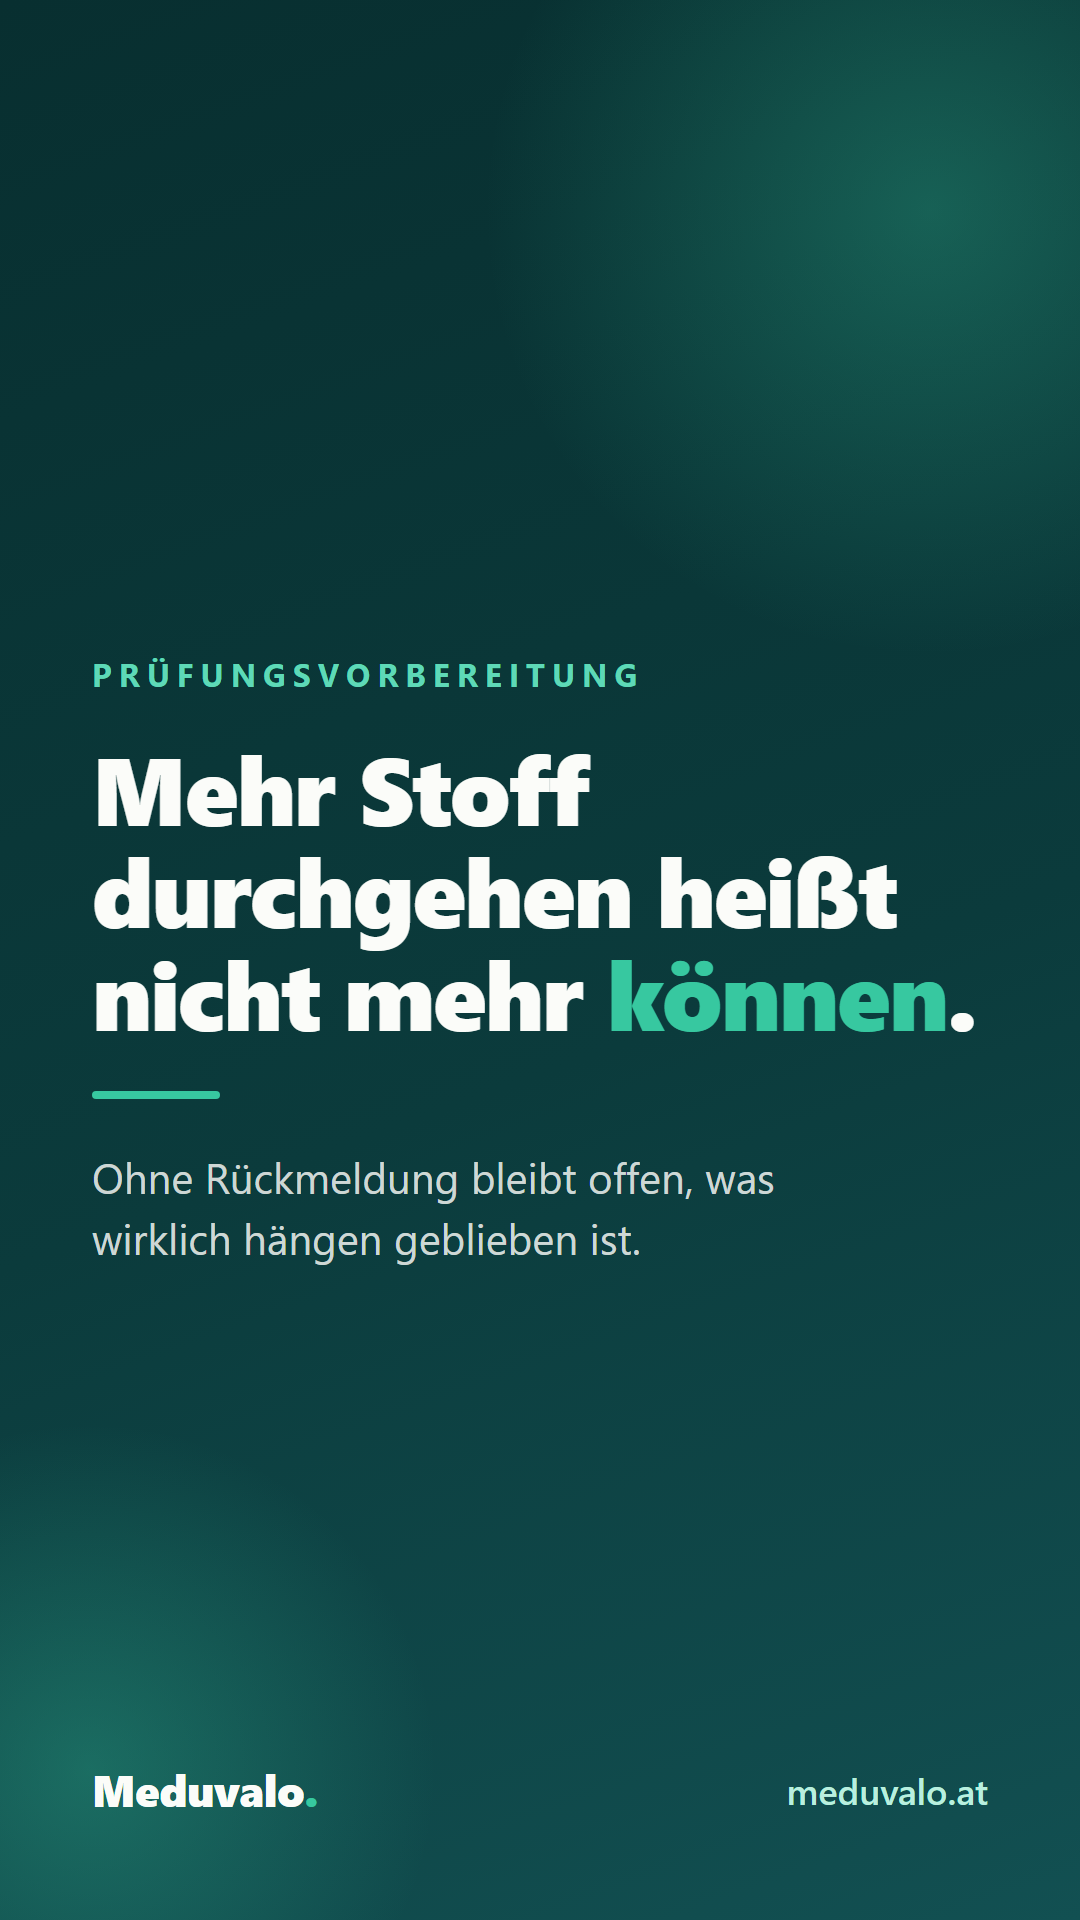 PRÜFUNGSVORBEREITUNG
Mehr Stoff
durchgehen heißt
nicht mehr können.
Ohne Rückmeldung bleibt offen, was
wirklich hängen geblieben ist.
Meduvalo.
meduvalo.at